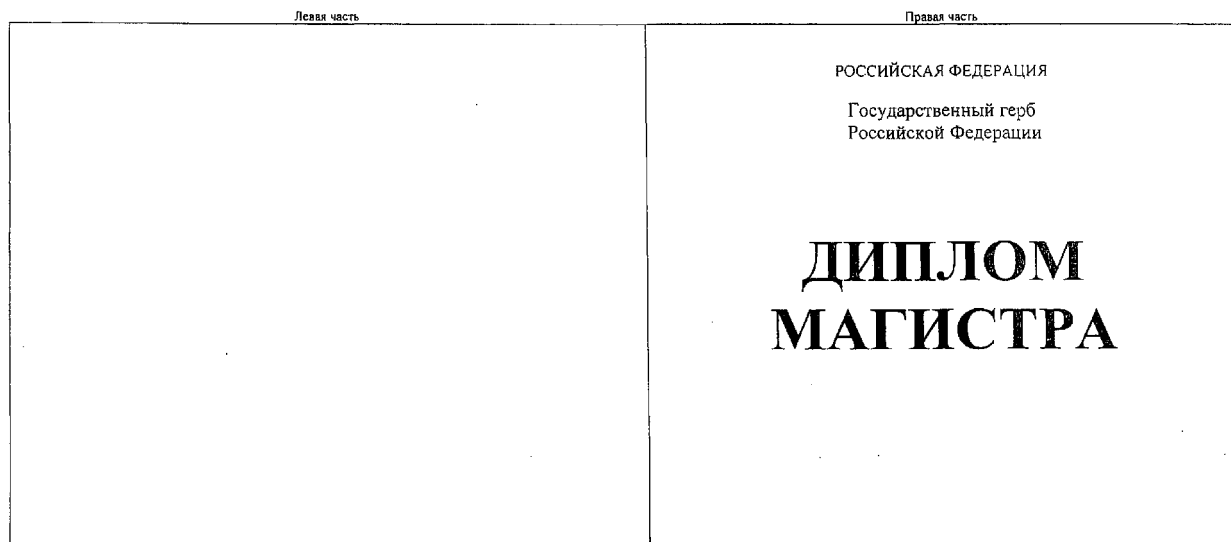 Левая часть
Правая часть
РОССИЙСКАЯ ФЕДЕРАЦИЯ
Государственный герб
Российской Федерации
ДИПЛОМ
МАГИСТРА